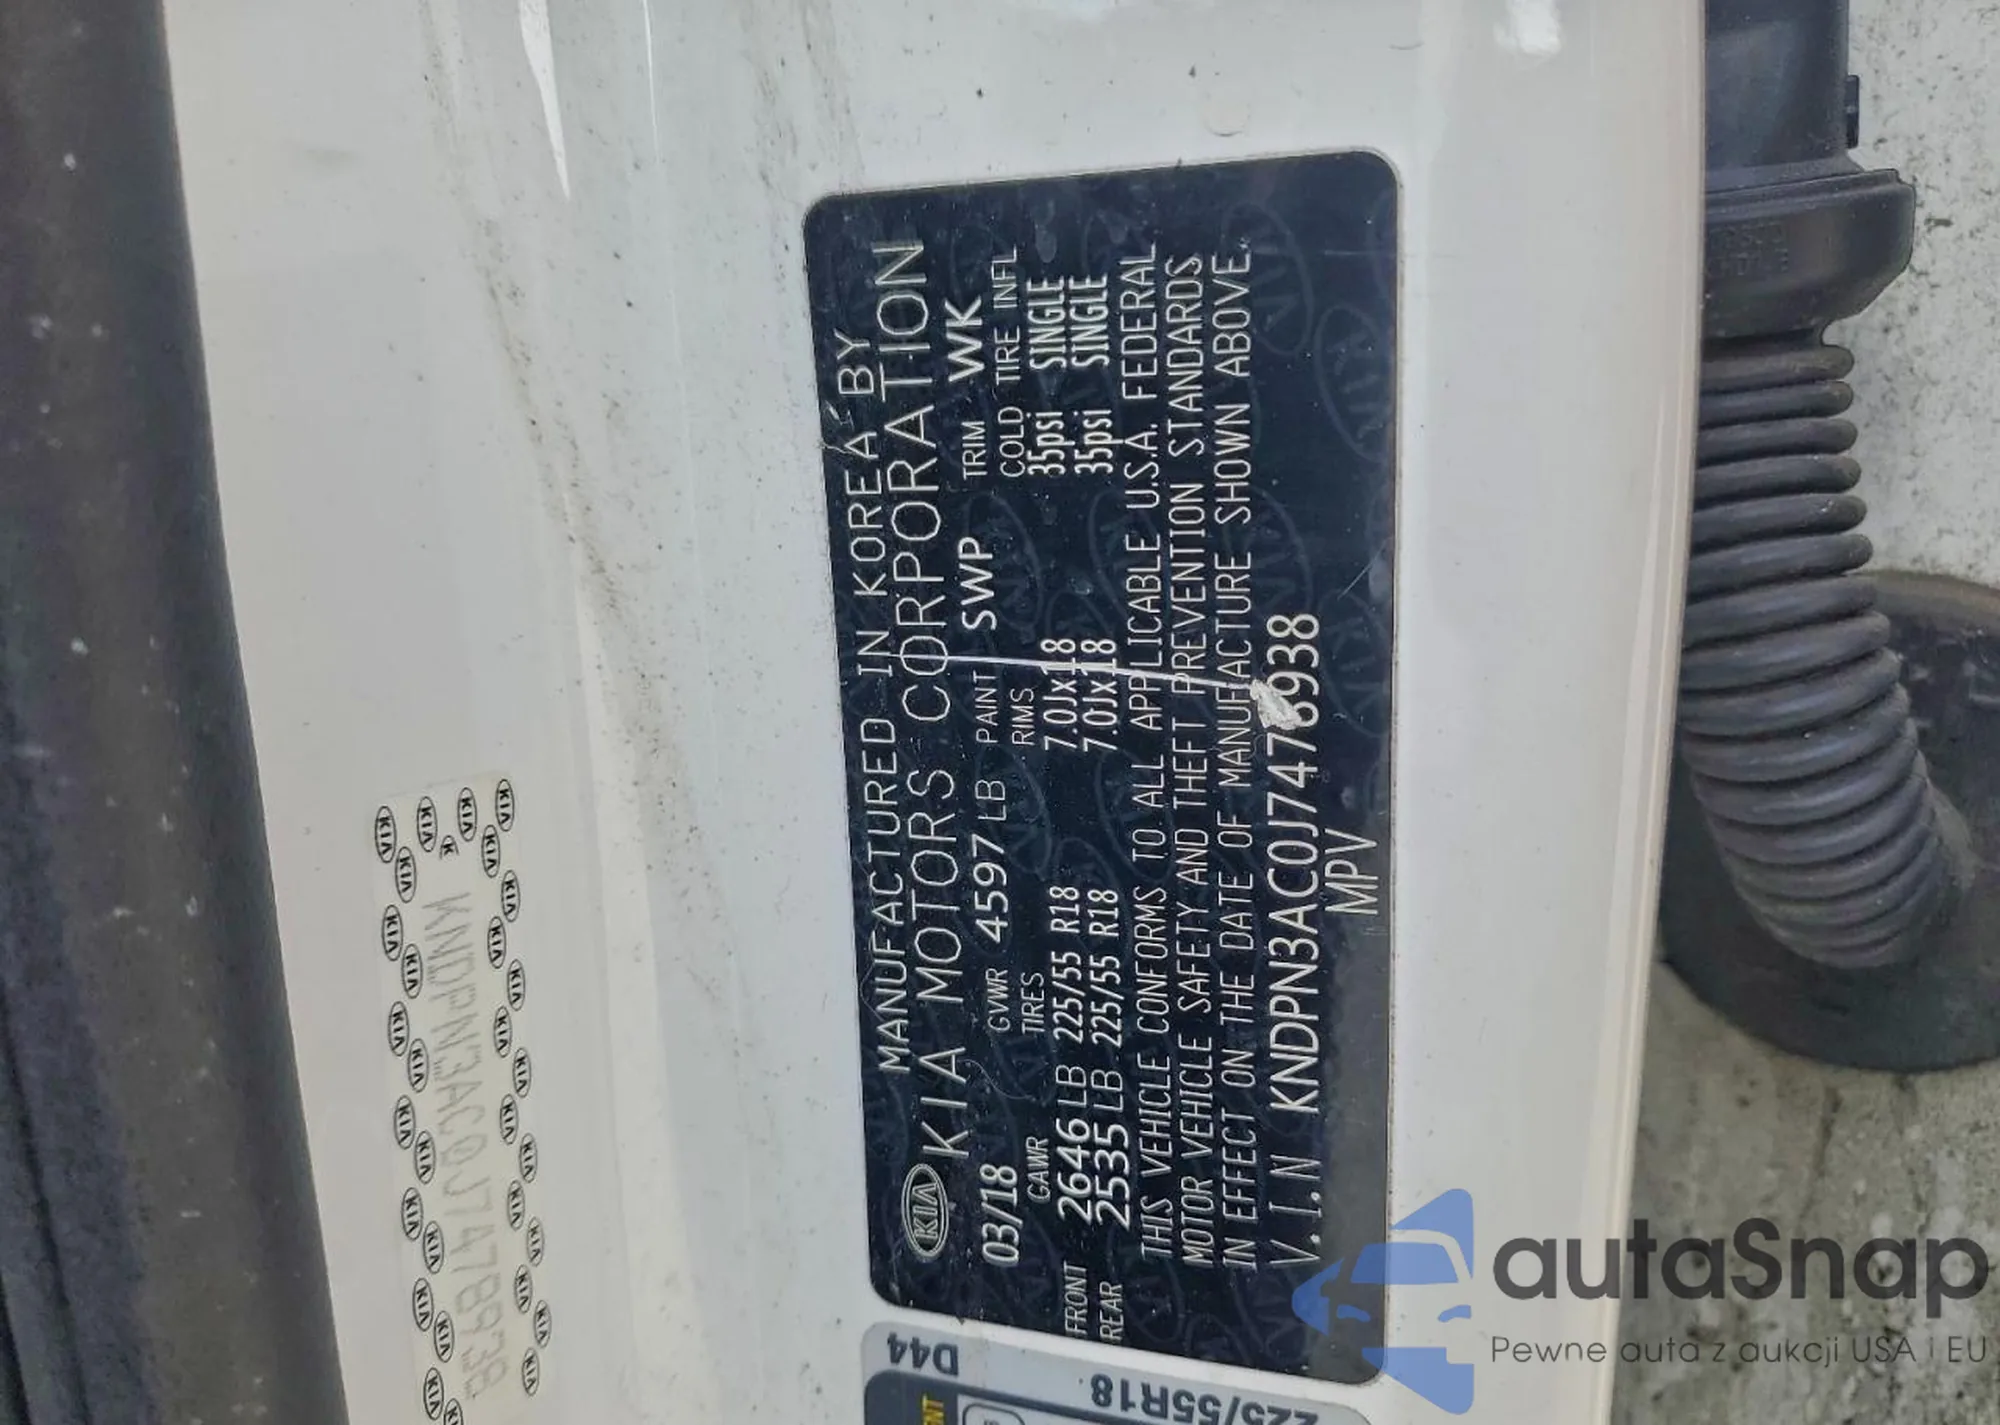 MANUFACTURED IN KOREA BY
KIA KIA MOTORS CORPORATION
03/18 GVWR 4597 LB PAINT SWP TRIM WK
GAWR TIRES RIMS COLD TIRE INFL
FRONT 2646 LB 225/55 R18 7.0Jx18 35psi SINGLE
REAR 2535 LB 225/55 R18 7.0Jx18 35psi SINGLE
THIS VEHICLE CONFORMS TO ALL APPLICABLE U.S.A. FEDERAL
MOTOR VEHICLE SAFETY AND THEFT PREVENTION STANDARDS
IN EFFECT ON THE DATE OF MANUFACTURE SHOWN ABOVE.
V.I.N KNDPN3AC0J7478938
MPV
KNDPN3AC0J7478938
D44
225/55R18
autoSnap
Pewne auta z aukcji USA i EU